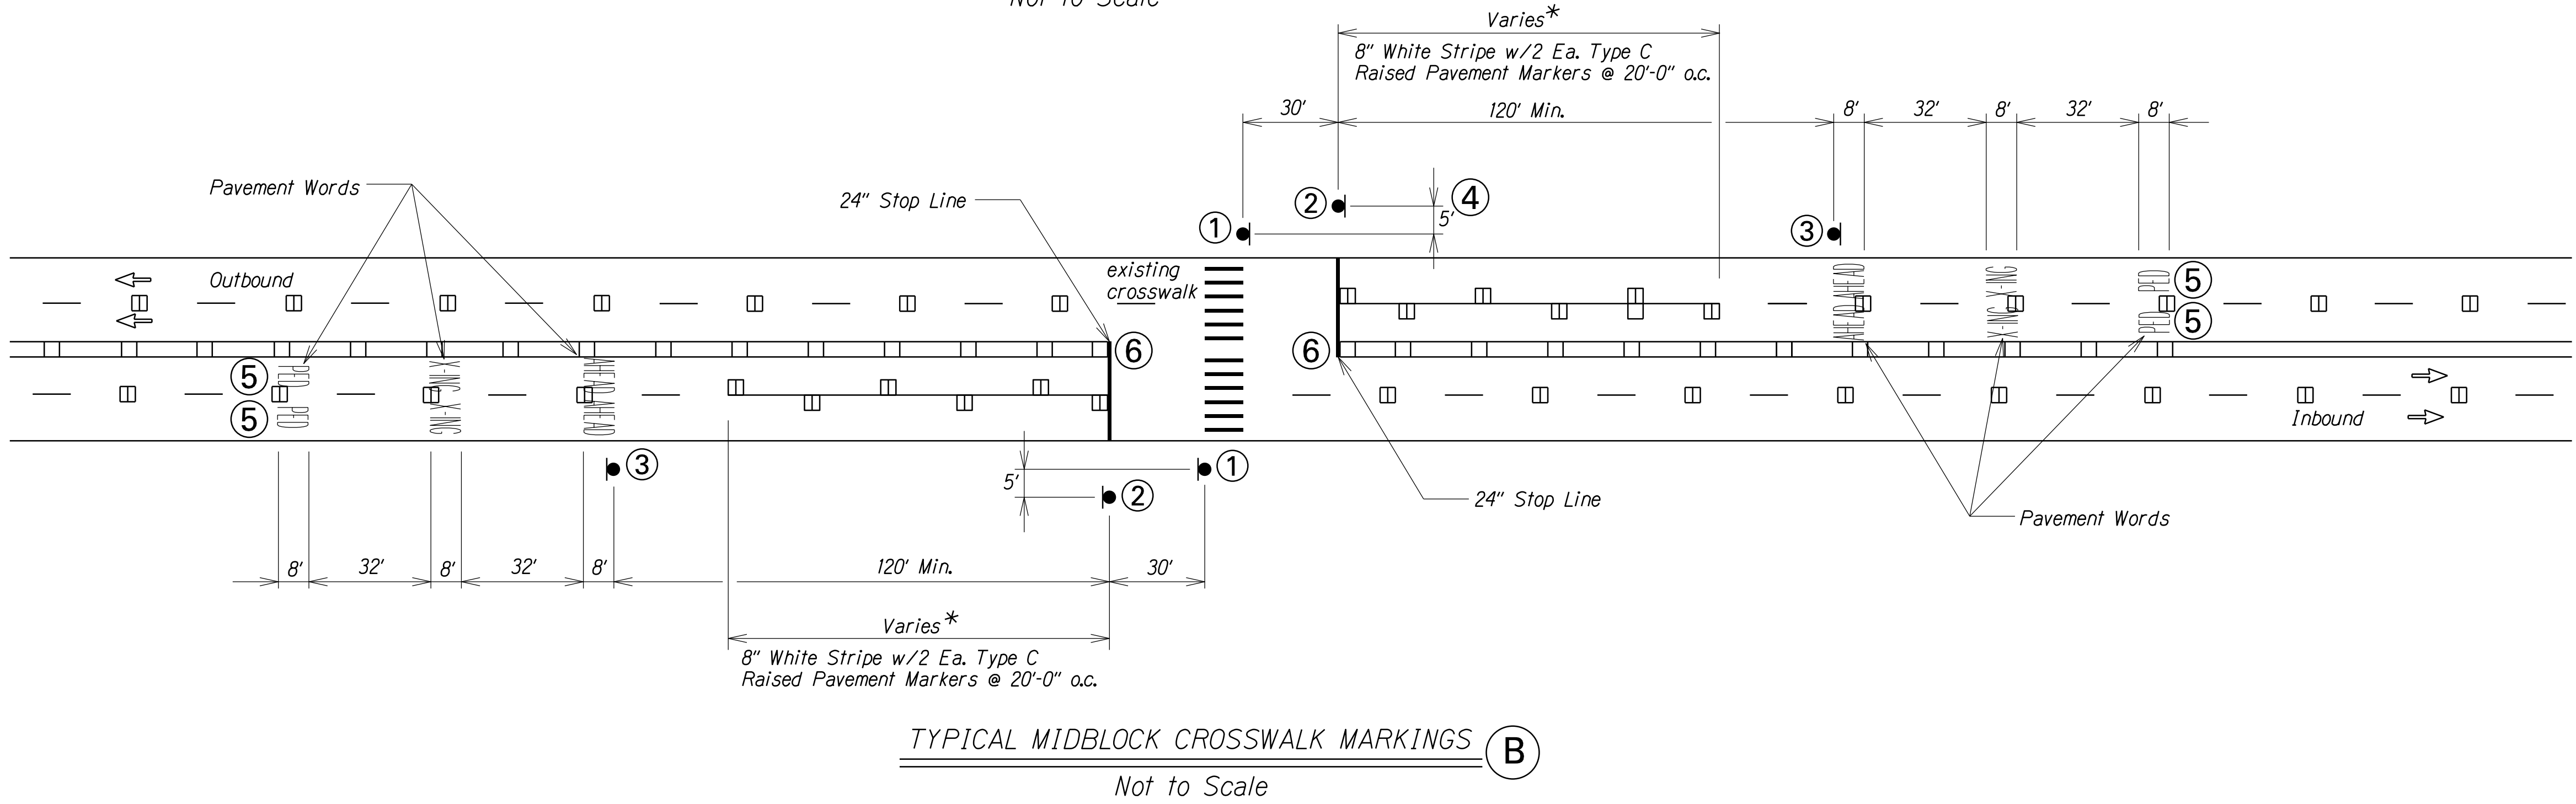 Not to Scale
Varies*
8" White Stripe w/2 Ea. Type C
Raised Pavement Markers @ 20'-0" o.c.
30'
120' Min.
8'
32'
8'
32'
8'
Pavement Words
24" Stop Line
2
4
5'
1
3
Outbound
existing
crosswalk
AHEAD AHEAD
X-ING X-ING
PED PED
5
5
6
6
5
5
PED PED
X-ING X-ING
AHEAD AHEAD
Inbound
3
1
5'
2
24" Stop Line
Pavement Words
8'
32'
8'
32'
8'
120' Min.
30'
Varies*
8" White Stripe w/2 Ea. Type C
Raised Pavement Markers @ 20'-0" o.c.
TYPICAL MIDBLOCK CROSSWALK MARKINGS B
Not to Scale